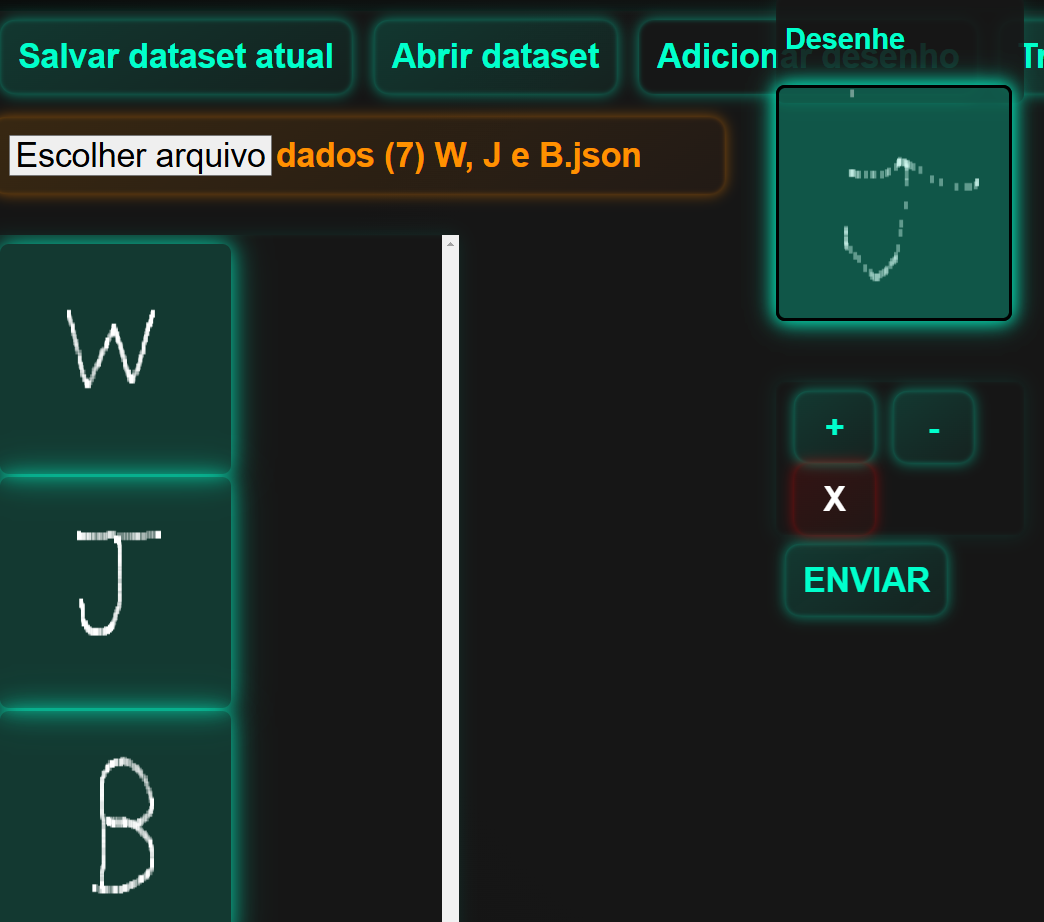 Salvar dataset atual
Abrir dataset
Adicionar desenho
Tr
Desenhe
Escolher arquivo dados (7) W, J e B.json
J
W
+
-
X
J
ENVIAR
B